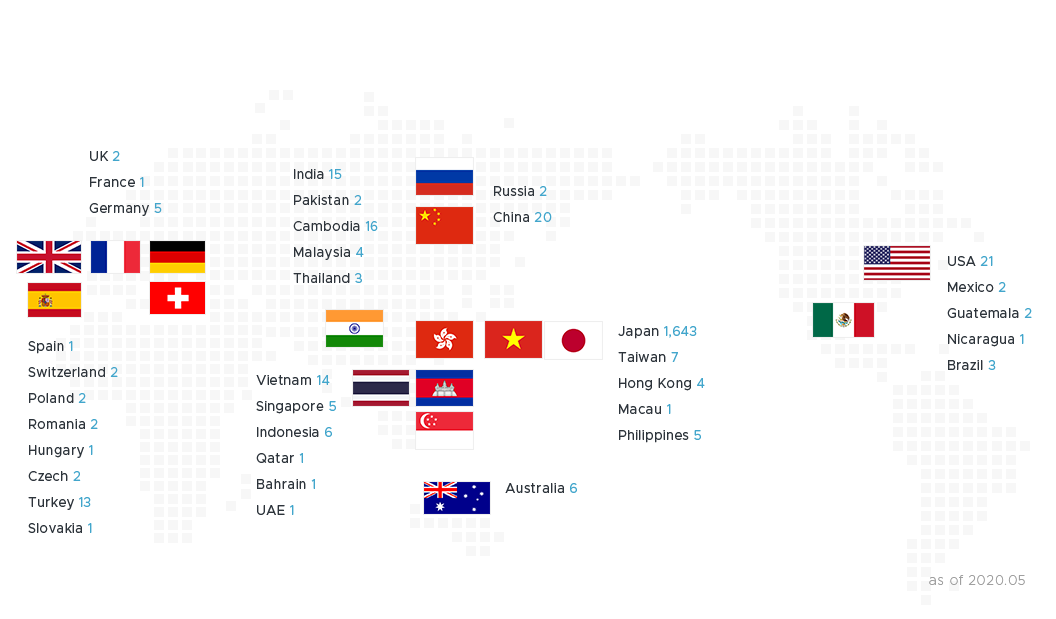 UK 2
France 1
Germany 5
India 15
Pakistan 2
Cambodia 16
Malaysia 4
Thailand 3
Russia 2
China 20
USA 21
Mexico 2
Guatemala 2
Nicaragua 1
Brazil 3
Spain 1
Switzerland 2
Poland 2
Romania 2
Hungary 1
Czech 2
Turkey 13
Slovakia 1
Vietnam 14
Singapore 5
Indonesia 6
Qatar 1
Bahrain 1
UAE 1
Japan 1,643
Taiwan 7
Hong Kong 4
Macau 1
Philippines 5
Australia 6
as of 2020.05